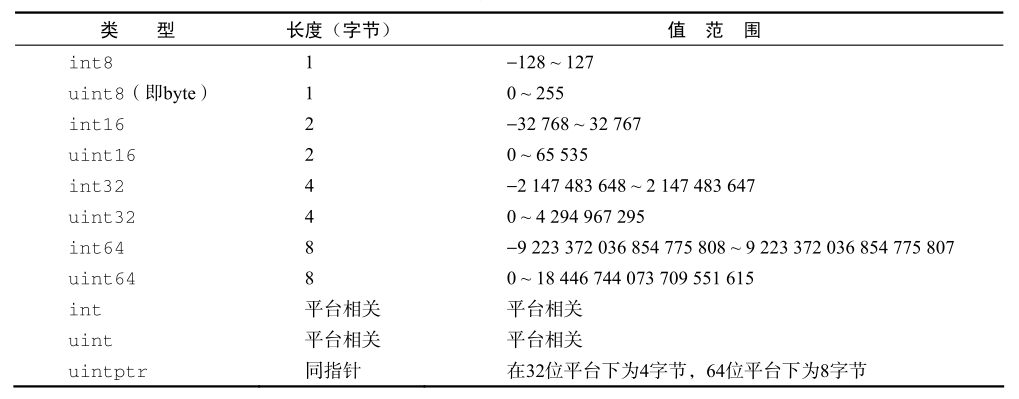 类 型 长度（字节） 值 范 围
int8 1 −128 ~ 127
uint8（即byte） 1 0 ~ 255
int16 2 −32 768 ~ 32 767
uint16 2 0 ~ 65 535
int32 4 −2 147 483 648 ~ 2 147 483 647
uint32 4 0 ~ 4 294 967 295
int64 8 −9 223 372 036 854 775 808 ~ 9 223 372 036 854 775 807
uint64 8 0 ~ 18 446 744 073 709 551 615
int 平台相关 平台相关
uint 平台相关 平台相关
uintptr 同指针 在32位平台下为4字节，64位平台下为8字节